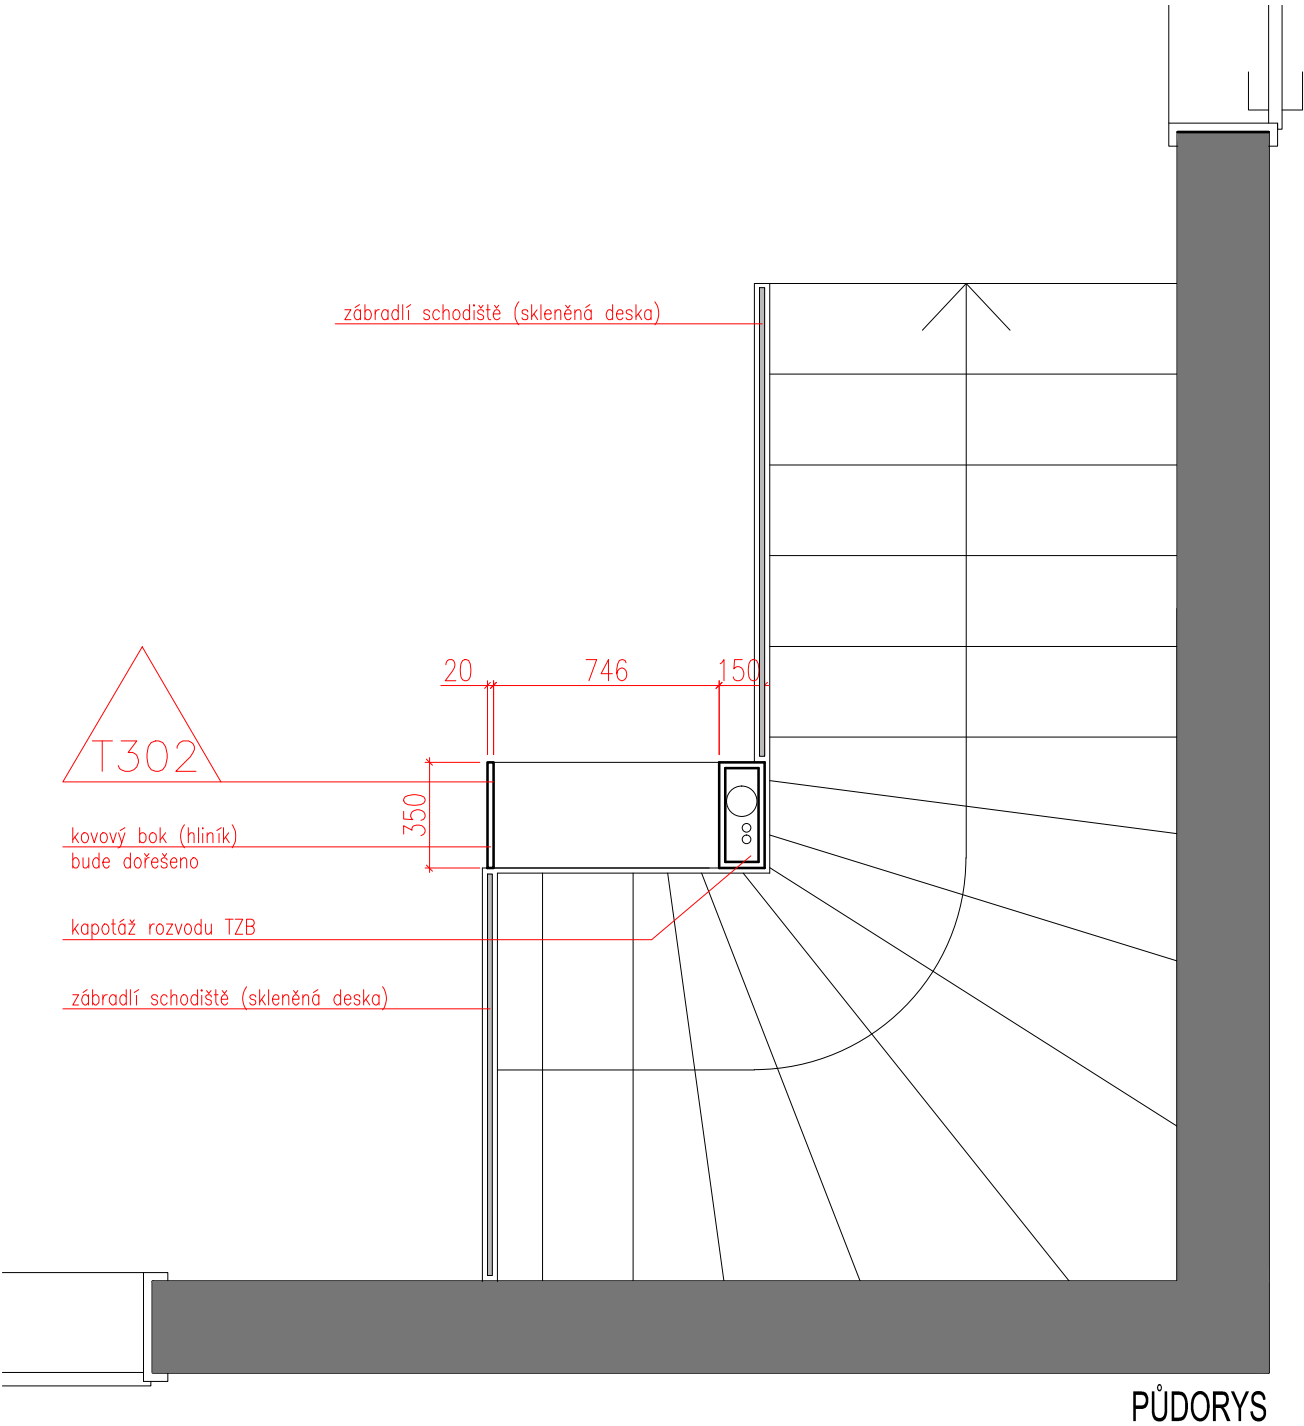 zábradlí schodiště (skleněná deska)
20 746 150
T302
350
kovový bok (hliník)
bude dořešeno
kapotáž rozvodu TZB
zábradlí schodiště (skleněná deska)
PŮDORYS